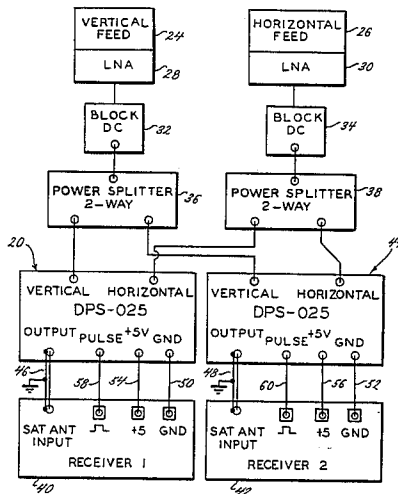 VERTICAL FEED
24
LNA
28
HORIZONTAL FEED
26
LNA
30
BLOCK DC
32
BLOCK DC
34
POWER SPLITTER 2-WAY
36
POWER SPLITTER 2-WAY
38
20
VERTICAL HORIZONTAL
DPS-025
OUTPUT PULSE +5V GND
VERTICAL HORIZONTAL
DPS-025
OUTPUT PULSE +5V GND
46
58
54
50
48
60
56
52
SAT ANT INPUT
+5
GND
RECEIVER 1
40
SAT ANT INPUT
+5
GND
RECEIVER 2